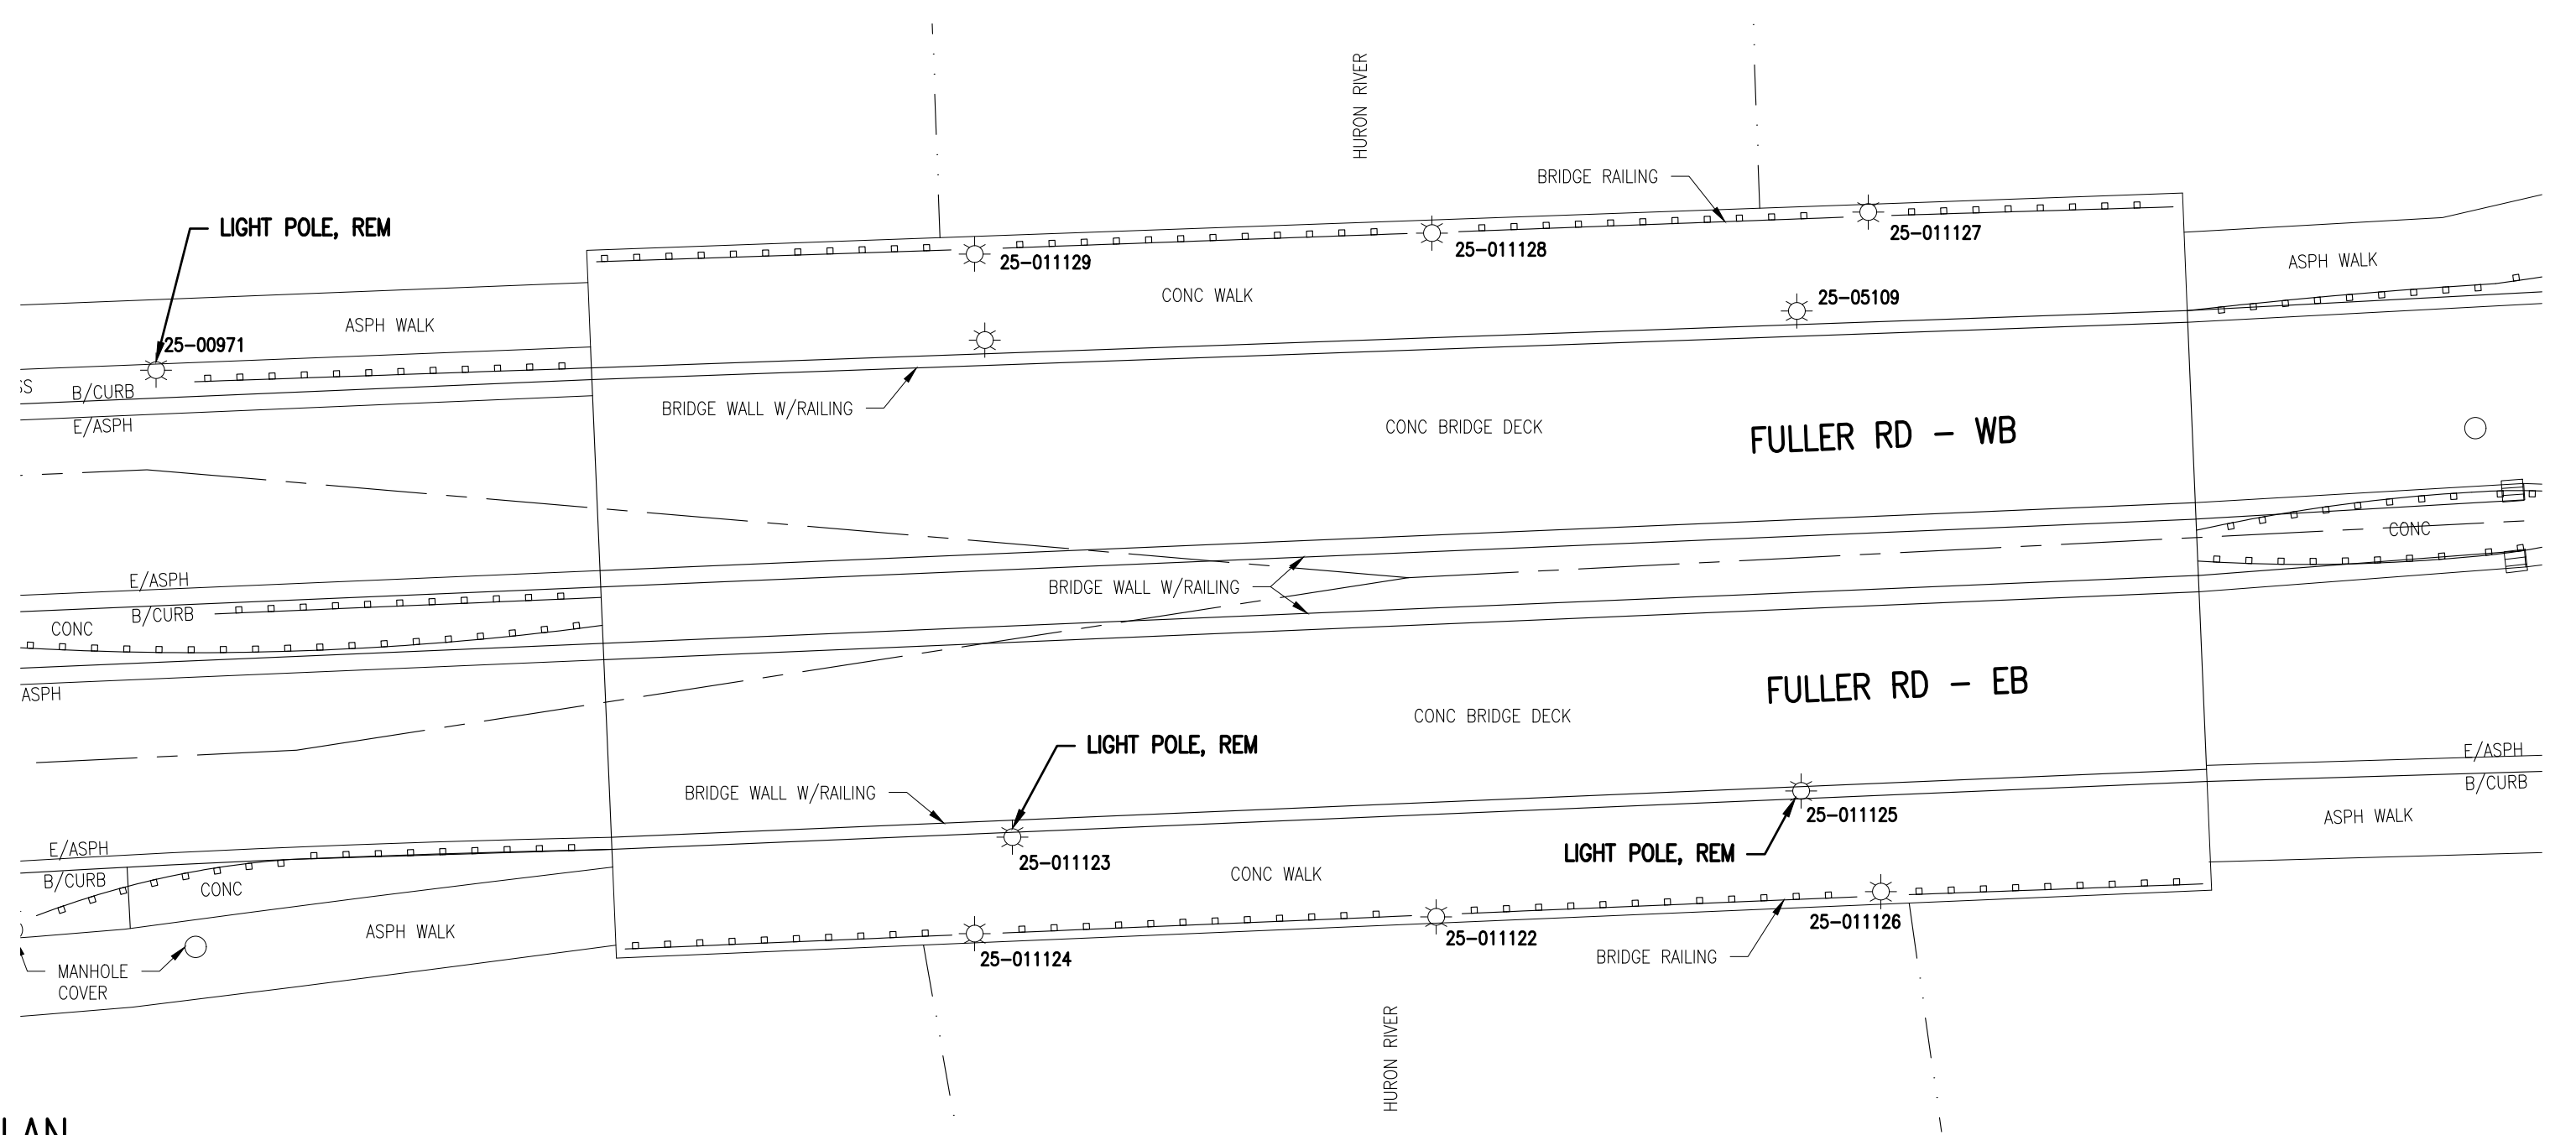 HURON RIVER
BRIDGE RAILING
LIGHT POLE, REM
25-011129
25-011128
25-011127
ASPH WALK
CONC WALK
25-05109
ASPH WALK
25-00971
B/CURB
E/ASPH
BRIDGE WALL W/RAILING
CONC BRIDGE DECK
FULLER RD - WB
CONC
E/ASPH
BRIDGE WALL W/RAILING
B/CURB
CONC
ASPH
FULLER RD - EB
CONC BRIDGE DECK
LIGHT POLE, REM
E/ASPH
B/CURB
BRIDGE WALL W/RAILING
25-011125
ASPH WALK
E/ASPH
25-011123
LIGHT POLE, REM
B/CURB
CONC
CONC WALK
ASPH WALK
25-011126
25-011122
25-011124
BRIDGE RAILING
MANHOLE
COVER
HURON RIVER